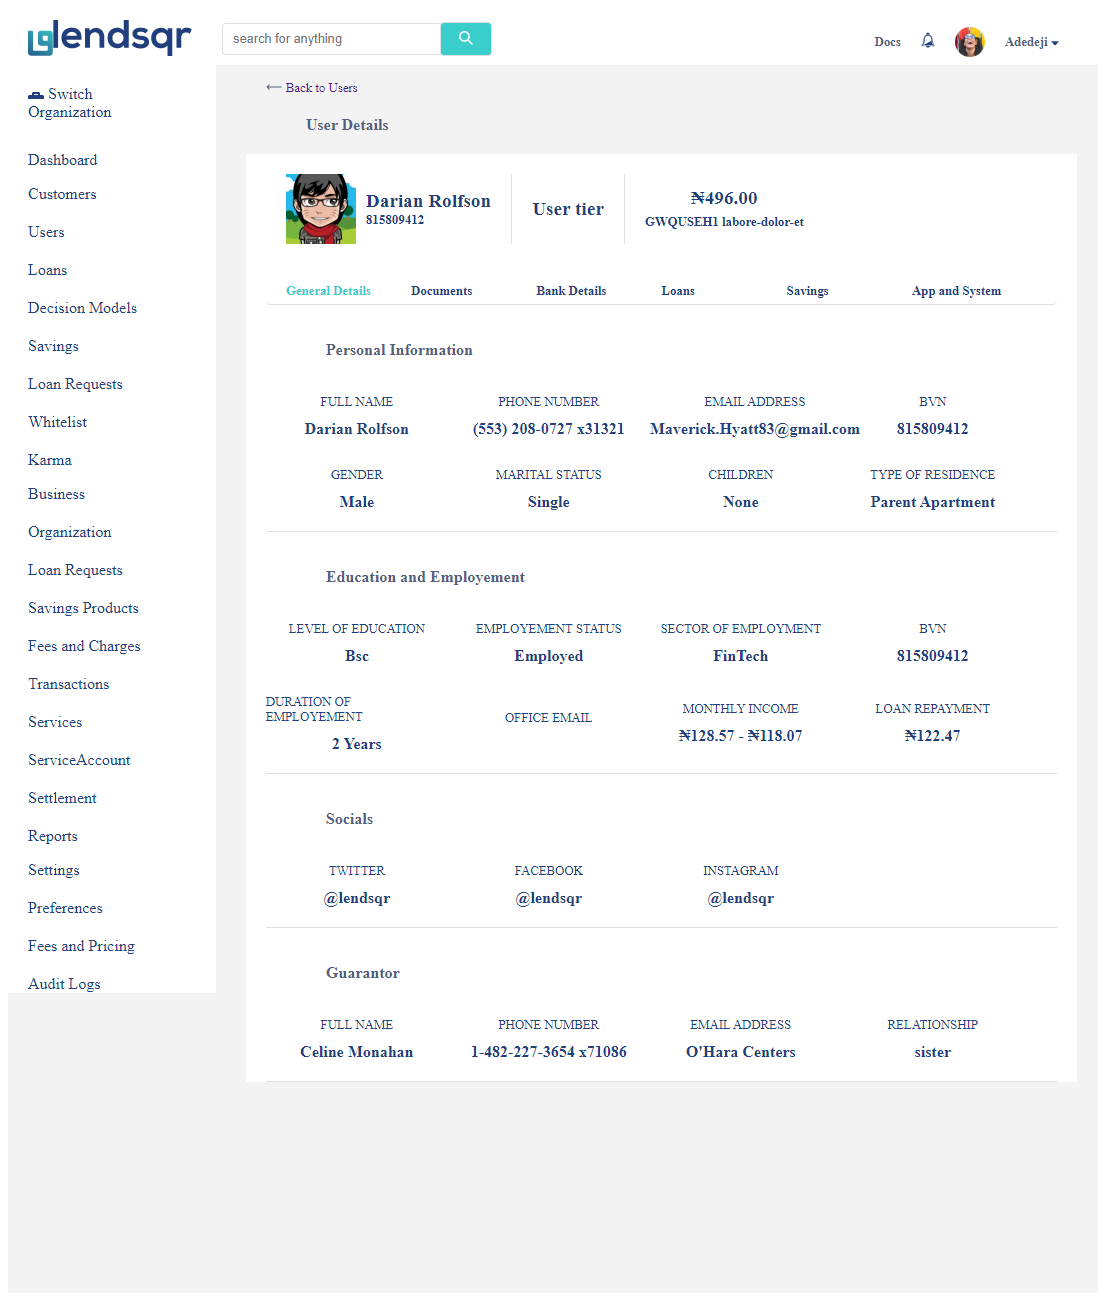 lendsqr
search for anything
Docs
Adedeji
Switch
Organization
Dashboard
Customers
Users
Loans
Decision Models
Savings
Loan Requests
Whitelist
Karma
Business
Organization
Loan Requests
Savings Products
Fees and Charges
Transactions
Services
ServiceAccount
Settlement
Reports
Settings
Preferences
Fees and Pricing
Audit Logs
Back to Users
User Details
Darian Rolfson
815809412
User tier
₦496.00
GWQUSEH1 labore-dolor-et
General Details Documents Bank Details Loans Savings App and System
Personal Information
FULL NAME PHONE NUMBER EMAIL ADDRESS BVN
Darian Rolfson (553) 208-0727 x31321 Maverick.Hyatt83@gmail.com 815809412
GENDER MARITAL STATUS CHILDREN TYPE OF RESIDENCE
Male Single None Parent Apartment
Education and Employement
LEVEL OF EDUCATION EMPLOYEMENT STATUS SECTOR OF EMPLOYMENT BVN
Bsc Employed FinTech 815809412
DURATION OF
EMPLOYEMENT
2 Years
OFFICE EMAIL
MONTHLY INCOME
₦128.57 - ₦118.07
LOAN REPAYMENT
₦122.47
Socials
TWITTER FACEBOOK INSTAGRAM
@lendsqr @lendsqr @lendsqr
Guarantor
FULL NAME PHONE NUMBER EMAIL ADDRESS RELATIONSHIP
Celine Monahan 1-482-227-3654 x71086 O'Hara Centers sister